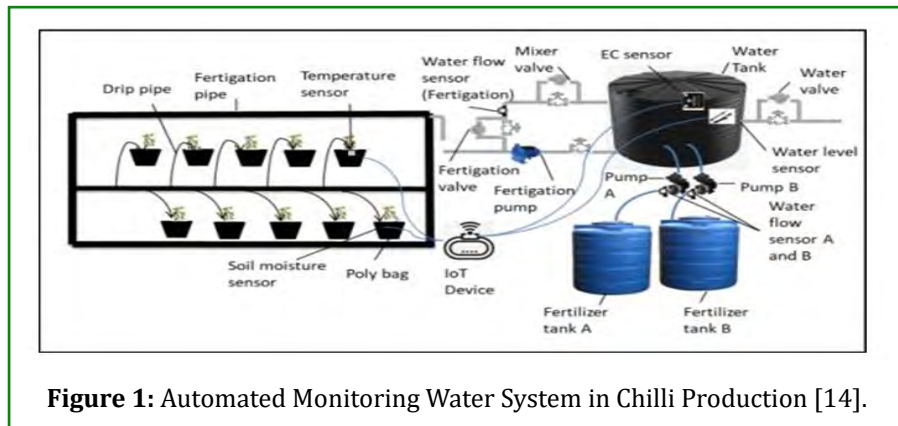 Mixer
valve
EC sensor
Water
Tank
Water flow
sensor
(Fertigation)
Water
valve
Drip pipe
Fertigation
pipe
Temperature
sensor
Fertigation
valve
Fertigation
pump
Water level
sensor
Pump
A
Pump B
Water
flow
sensor A
and B
Soil moisture
sensor
Poly bag
IoT
Device
Fertilizer
tank A
Fertilizer
tank B
Figure 1: Automated Monitoring Water System in Chilli Production [14].